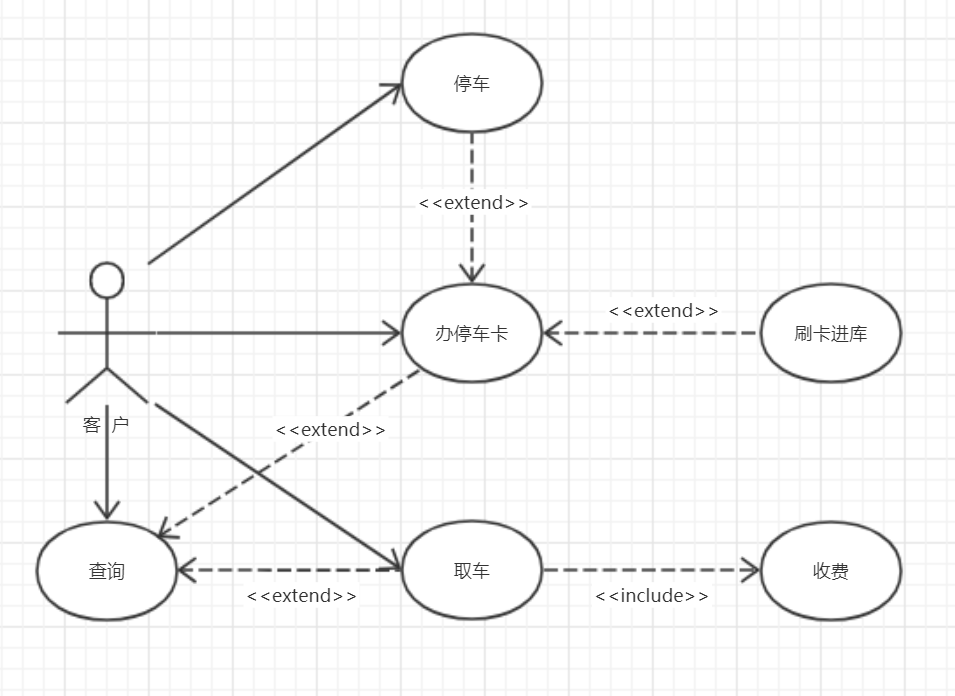 停车
<<extend>>
<<extend>>
办停车卡
刷卡进库
客户
<<extend>>
查询
取车
收费
<<extend>>
<<include>>